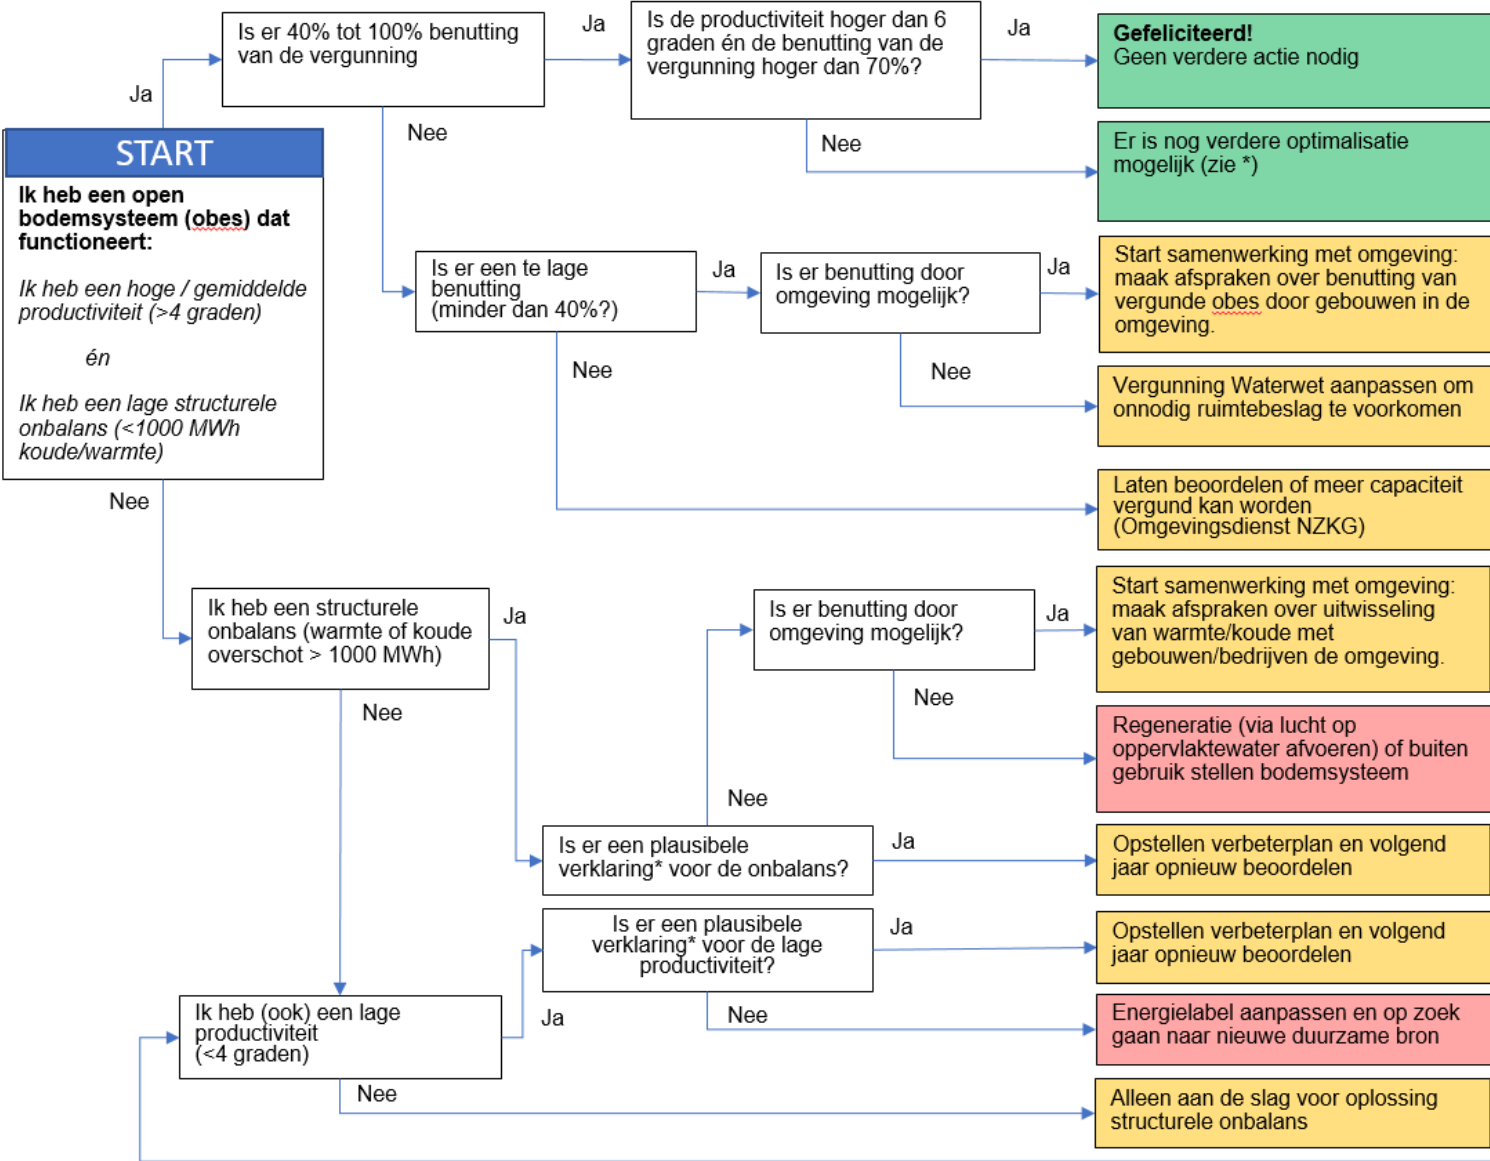 Is er 40% tot 100% benutting
van de vergunning
Ja
Is de productiviteit hoger dan 6
graden én de benutting van de
vergunning hoger dan 70%?
Ja
Gefeliciteerd!
Geen verdere actie nodig
Ja
Nee
Nee
Er is nog verdere optimalisatie
mogelijk (zie *)
START
Ik heb een open
bodemsysteem (obes) dat
functioneert:
Ik heb een hoge / gemiddelde
productiviteit (>4 graden)
én
Ik heb een lage structurele
onbalans (<1000 MWh
koude/warmte)
Is er een te lage
benutting
(minder dan 40%?)
Ja
Is er benutting door
omgeving mogelijk?
Ja
Start samenwerking met omgeving:
maak afspraken over benutting van
vergunde obes door gebouwen in de
omgeving.
Nee
Nee
Vergunning Waterwet aanpassen om
onnodig ruimtebeslag te voorkomen
Laten beoordelen of meer capaciteit
vergund kan worden
(Omgevingsdienst NZKG)
Nee
Ik heb een structurele
onbalans (warmte of koude
overschot > 1000 MWh)
Ja
Is er benutting door
omgeving mogelijk?
Ja
Start samenwerking met omgeving:
maak afspraken over uitwisseling
van warmte/koude met
gebouwen/bedrijven de omgeving.
Nee
Nee
Regeneratie (via lucht op
oppervlaktewater afvoeren) of buiten
gebruik stellen bodemsysteem
Nee
Is er een plausibele
verklaring* voor de onbalans?
Ja
Opstellen verbeterplan en volgend
jaar opnieuw beoordelen
Is er een plausibele
verklaring* voor de lage
productiviteit?
Ja
Opstellen verbeterplan en volgend
jaar opnieuw beoordelen
Ik heb (ook) een lage
productiviteit
(<4 graden)
Ja
Nee
Energielabel aanpassen en op zoek
gaan naar nieuwe duurzame bron
Nee
Alleen aan de slag voor oplossing
structurele onbalans